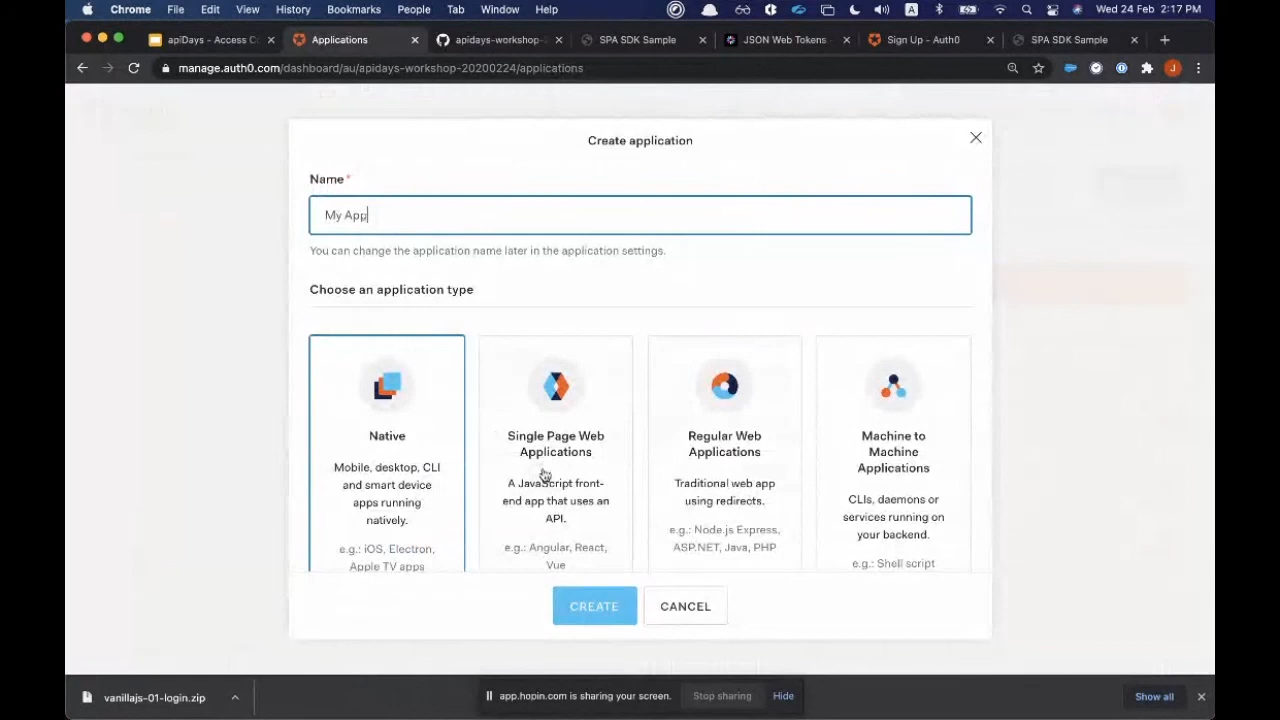 Chrome File Edit View History Bookmarks People Tab Window Help A Wed 24 Feb 2:17 PM
apiDays - Access C Applications apidays-workshop-2 SPA SDK Sample JSON Web Tokens Sign Up - Auth0 SPA SDK Sample
manage.auth0.com/dashboard/au/apidays-workshop-20200224/applications J
Create application
Name *
My App
You can change the application name later in the application settings.
Choose an application type
Native
Mobile, desktop, CLI
and smart device
apps running
natively.
e.g.: iOS, Electron,
Apple TV apps
Single Page Web
Applications
A JavaScript front-
end app that uses an
API.
e.g.: Angular, React,
Vue
Regular Web
Applications
Traditional web app
using redirects.
e.g.: Node.js Express,
ASP.NET, Java, PHP
Machine to
Machine
Applications
CLIs, daemons or
services running on
your backend.
e.g.: Shell script
CREATE CANCEL
vanillajs-01-login.zip app.hopin.com is sharing your screen. Stop sharing Hide Show all